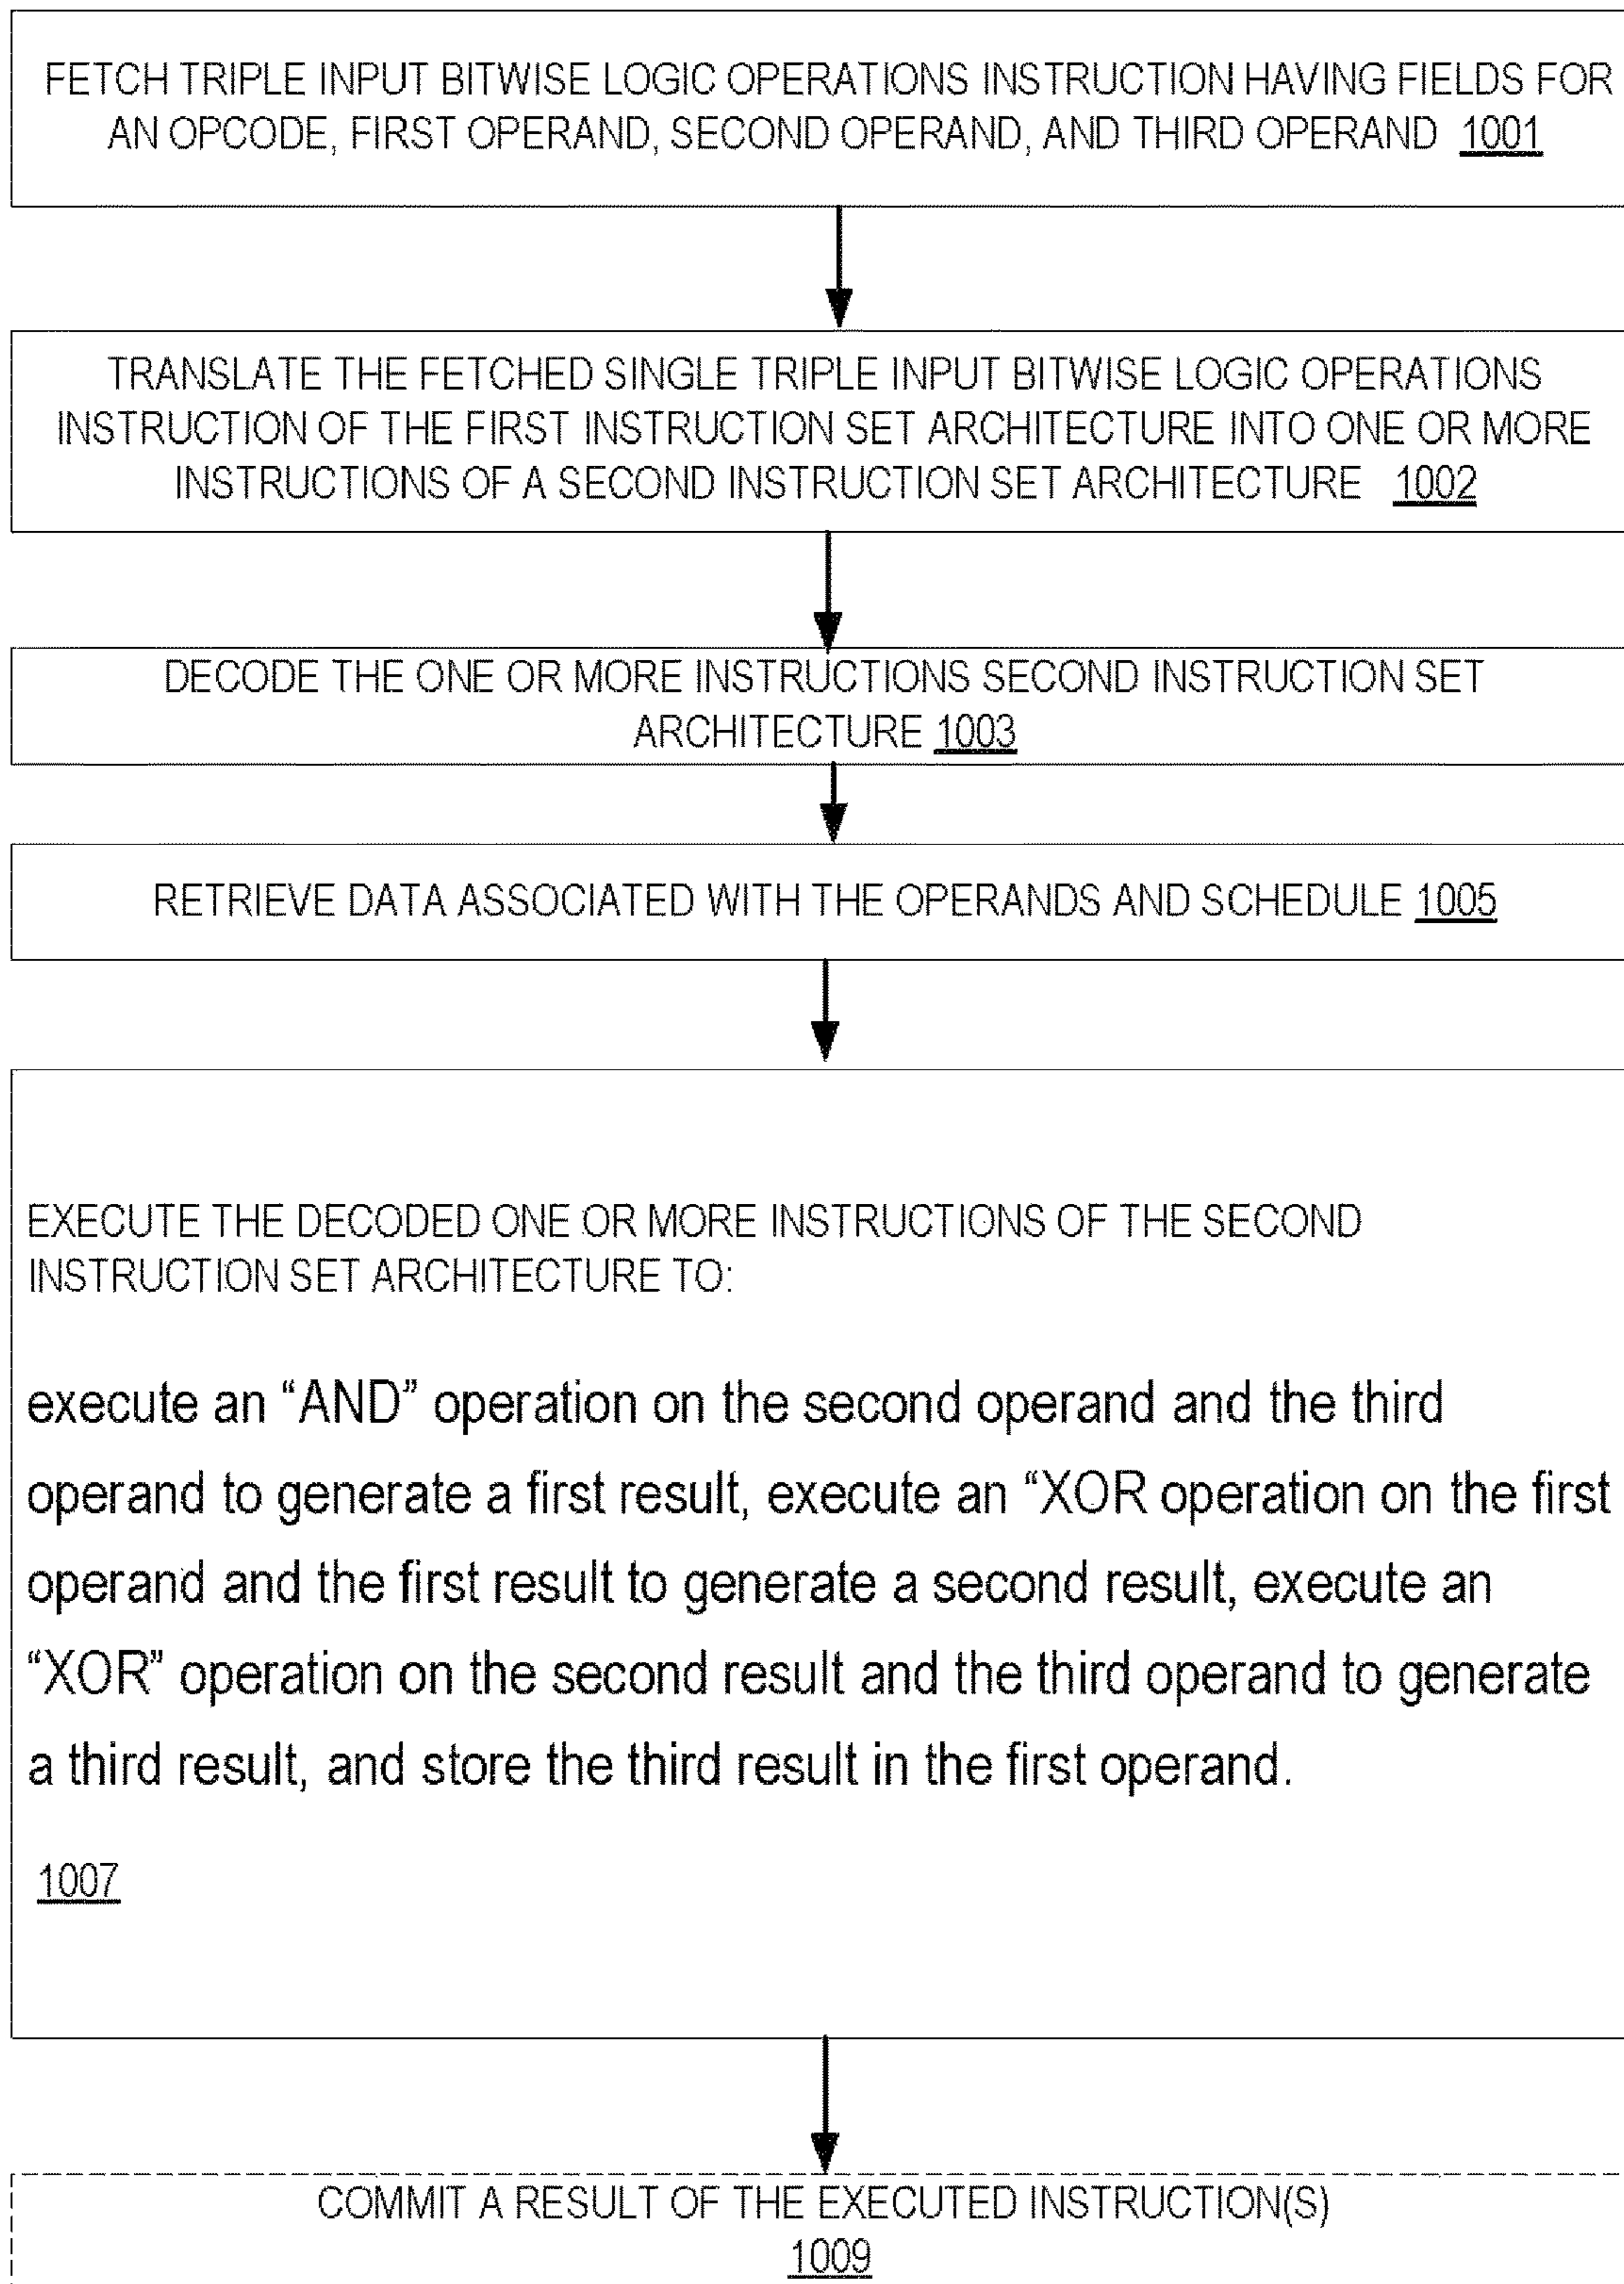 FETCH TRIPLE INPUT BITWISE LOGIC OPERATIONS INSTRUCTION HAVING FIELDS FOR
AN OPCODE, FIRST OPERAND, SECOND OPERAND, AND THIRD OPERAND 1001
TRANSLATE THE FETCHED SINGLE TRIPLE INPUT BITWISE LOGIC OPERATIONS
INSTRUCTION OF THE FIRST INSTRUCTION SET ARCHITECTURE INTO ONE OR MORE
INSTRUCTIONS OF A SECOND INSTRUCTION SET ARCHITECTURE 1002
DECODE THE ONE OR MORE INSTRUCTIONS SECOND INSTRUCTION SET
ARCHITECTURE 1003
RETRIEVE DATA ASSOCIATED WITH THE OPERANDS AND SCHEDULE 1005
EXECUTE THE DECODED ONE OR MORE INSTRUCTIONS OF THE SECOND
INSTRUCTION SET ARCHITECTURE TO:
execute an “AND” operation on the second operand and the third
operand to generate a first result, execute an “XOR operation on the first
operand and the first result to generate a second result, execute an
“XOR” operation on the second result and the third operand to generate
a third result, and store the third result in the first operand.
1007
COMMIT A RESULT OF THE EXECUTED INSTRUCTION(S)
1009